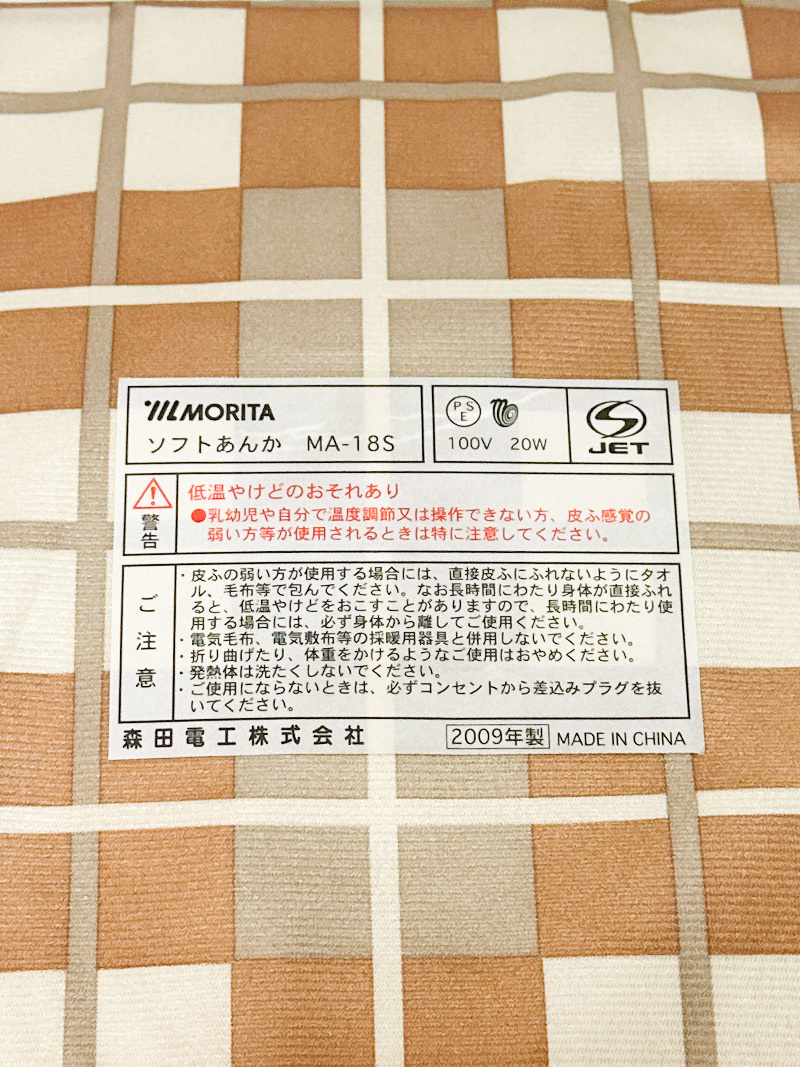 MORITA
ソフトあんか MA-18S
PSE
100V 20W
JET
警告
低温やけどのおそれあり
●乳幼児や自分で温度調節又は操作できない方、皮ふ感覚の
弱い方等が使用されるときは特に注意してください。
ご注意
・皮ふの弱い方が使用する場合には、直接皮ふにふれないようにタオ
ル、毛布等で包んでください。なお長時間にわたり身体が直接ふれ
ると、低温やけどをおこすことがありますので、長時間にわたり使
用する場合には、必ず身体から離してご使用ください。
・電気毛布、電気敷布等の採暖用器具と併用しないでください。
・折り曲げたり、体重をかけるようなご使用はおやめください。
・発熱体は洗たくしないでください。
・ご使用にならないときは、必ずコンセントから差込みプラグを抜
いてください。
森田電工株式会社
2009年製 MADE IN CHINA